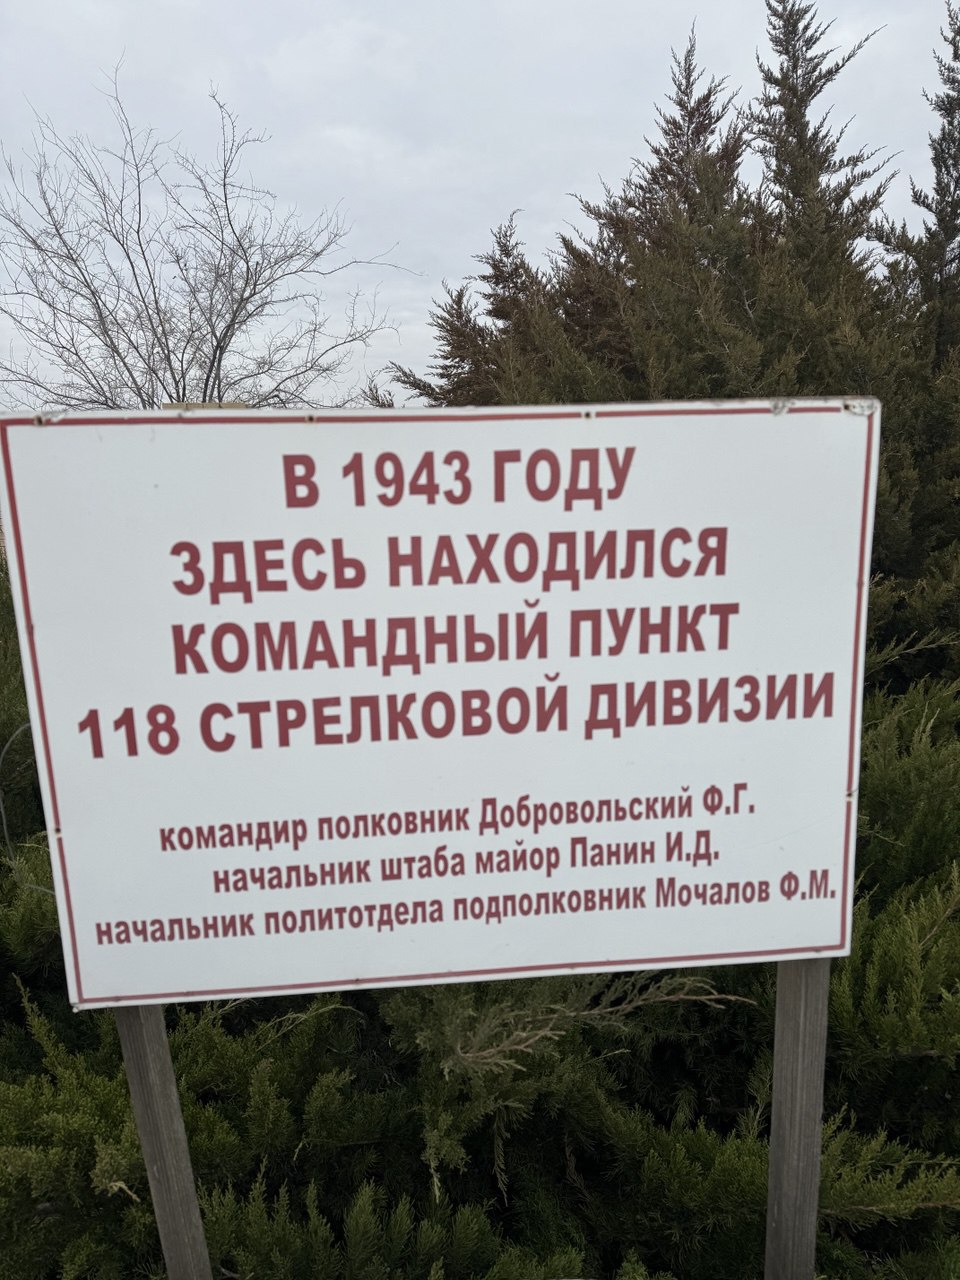 В 1943 ГОДУ
ЗДЕСЬ НАХОДИЛСЯ
КОМАНДНЫЙ ПУНКТ
118 СТРЕЛКОВОЙ ДИВИЗИИ
командир полковник Добровольский Ф.Г.
начальник штаба майор Панин И.Д.
начальник политотдела подполковник Мочалов Ф.М.